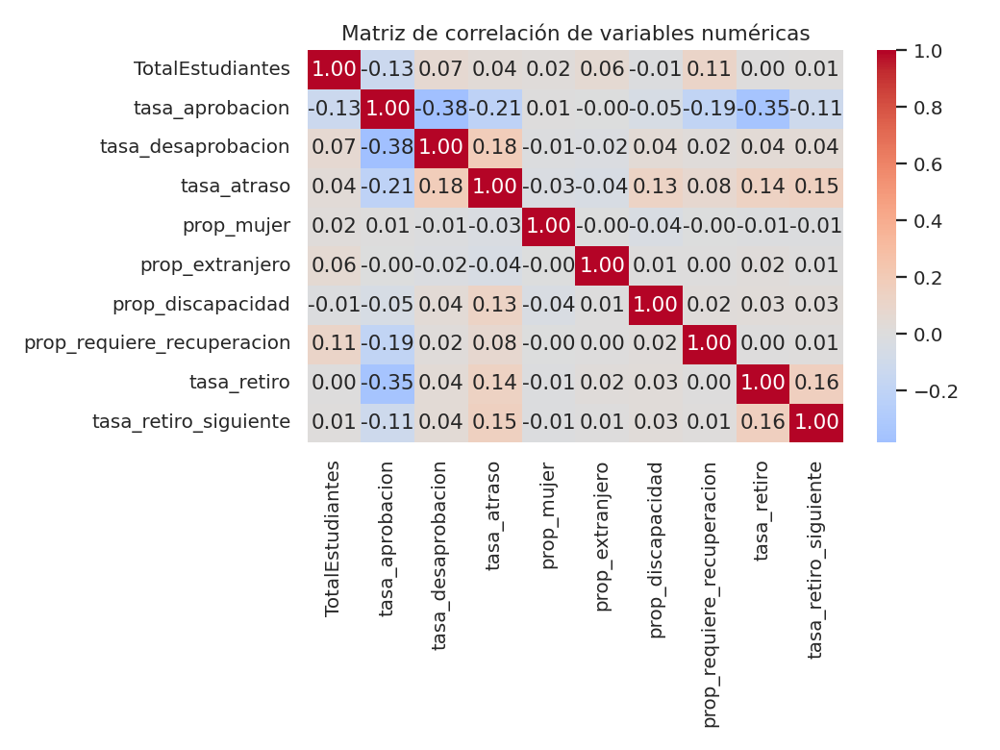 Matriz de correlación de variables numéricas
TotalEstudiantes 1.00 -0.13 0.07 0.04 0.02 0.06 -0.01 0.11 0.00 0.01
tasa_aprobacion -0.13 1.00 -0.38 -0.21 0.01 -0.00 -0.05 -0.19 -0.35 -0.11
tasa_desaprobacion 0.07 -0.38 1.00 0.18 -0.01 -0.02 0.04 0.02 0.04 0.04
tasa_atraso 0.04 -0.21 0.18 1.00 -0.03 -0.04 0.13 0.08 0.14 0.15
prop_mujer 0.02 0.01 -0.01 -0.03 1.00 -0.00 -0.04 -0.00 -0.01 -0.01
prop_extranjero 0.06 -0.00 -0.02 -0.04 -0.00 1.00 0.01 0.00 0.02 0.01
prop_discapacidad -0.01 -0.05 0.04 0.13 -0.04 0.01 1.00 0.02 0.03 0.03
prop_requiere_recuperacion 0.11 -0.19 0.02 0.08 -0.00 0.00 0.02 1.00 0.00 0.01
tasa_retiro 0.00 -0.35 0.04 0.14 -0.01 0.02 0.03 0.00 1.00 0.16
tasa_retiro_siguiente 0.01 -0.11 0.04 0.15 -0.01 0.01 0.03 0.01 0.16 1.00
TotalEstudiantes
tasa_aprobacion
tasa_desaprobacion
tasa_atraso
prop_mujer
prop_extranjero
prop_discapacidad
prop_requiere_recuperacion
tasa_retiro
tasa_retiro_siguiente
1.0
0.8
0.6
0.4
0.2
0.0
−0.2